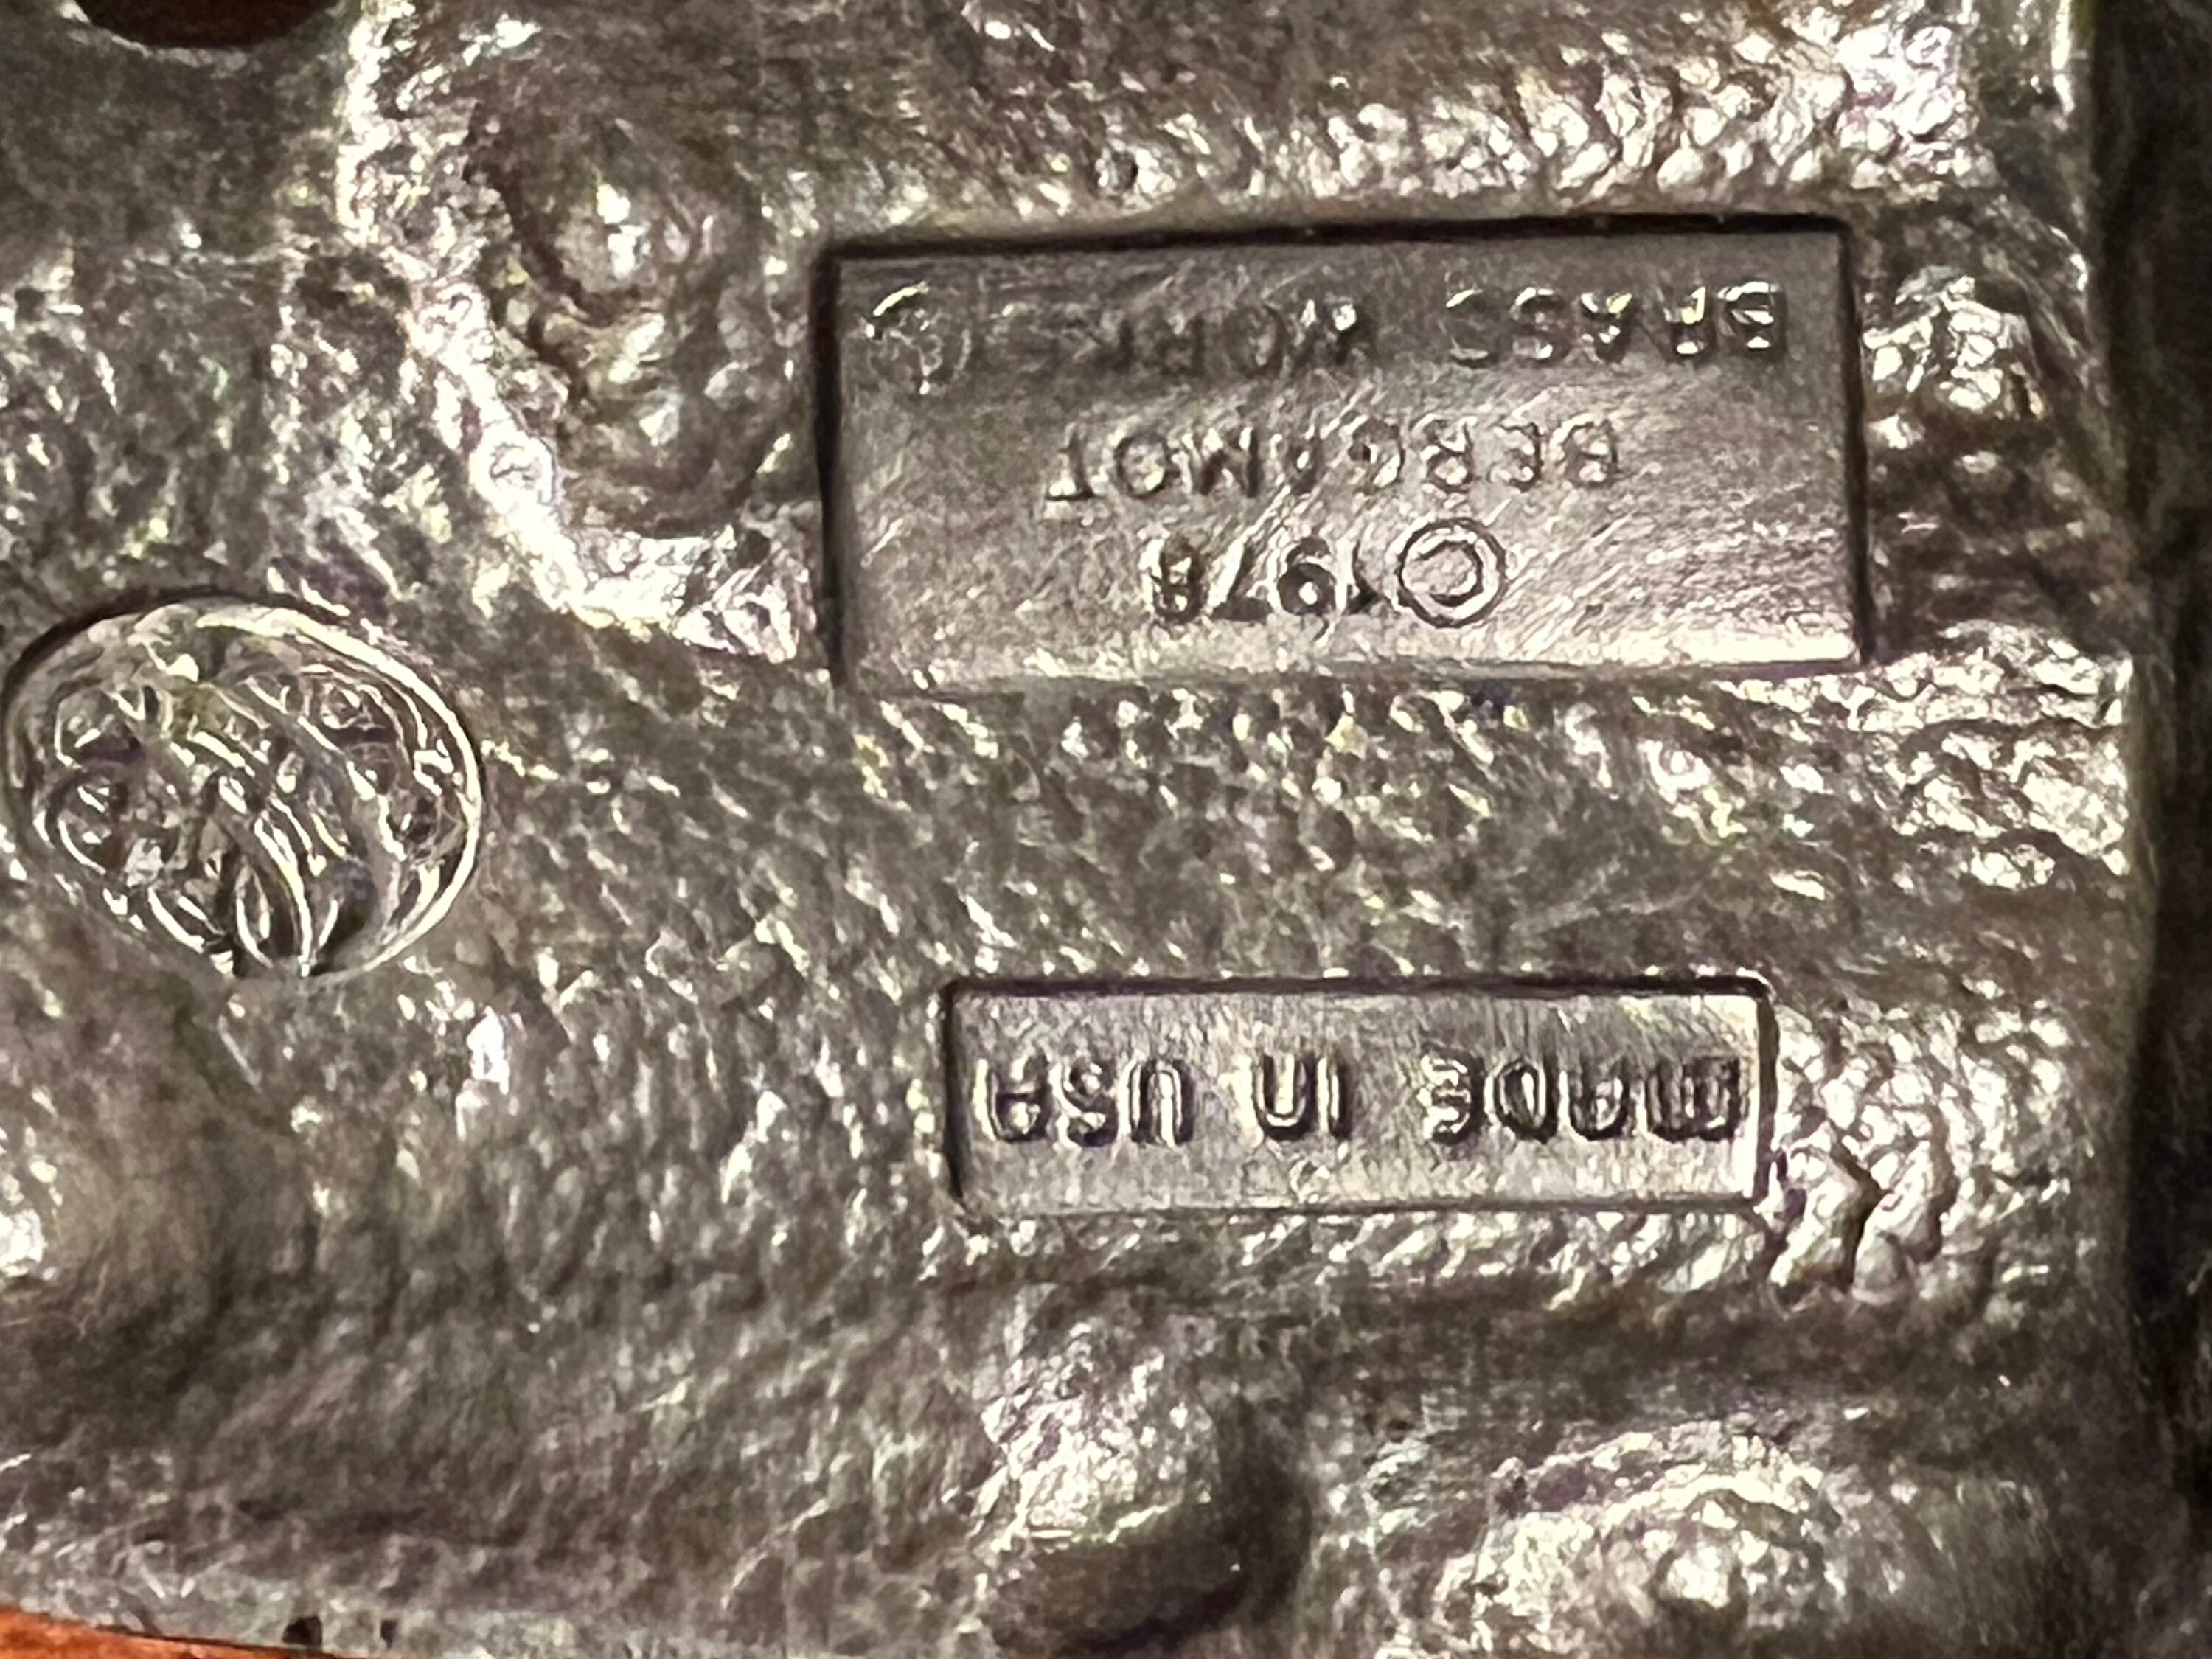 MADE IN USA
© 1978
BERGAMOT
BRASS WORKS